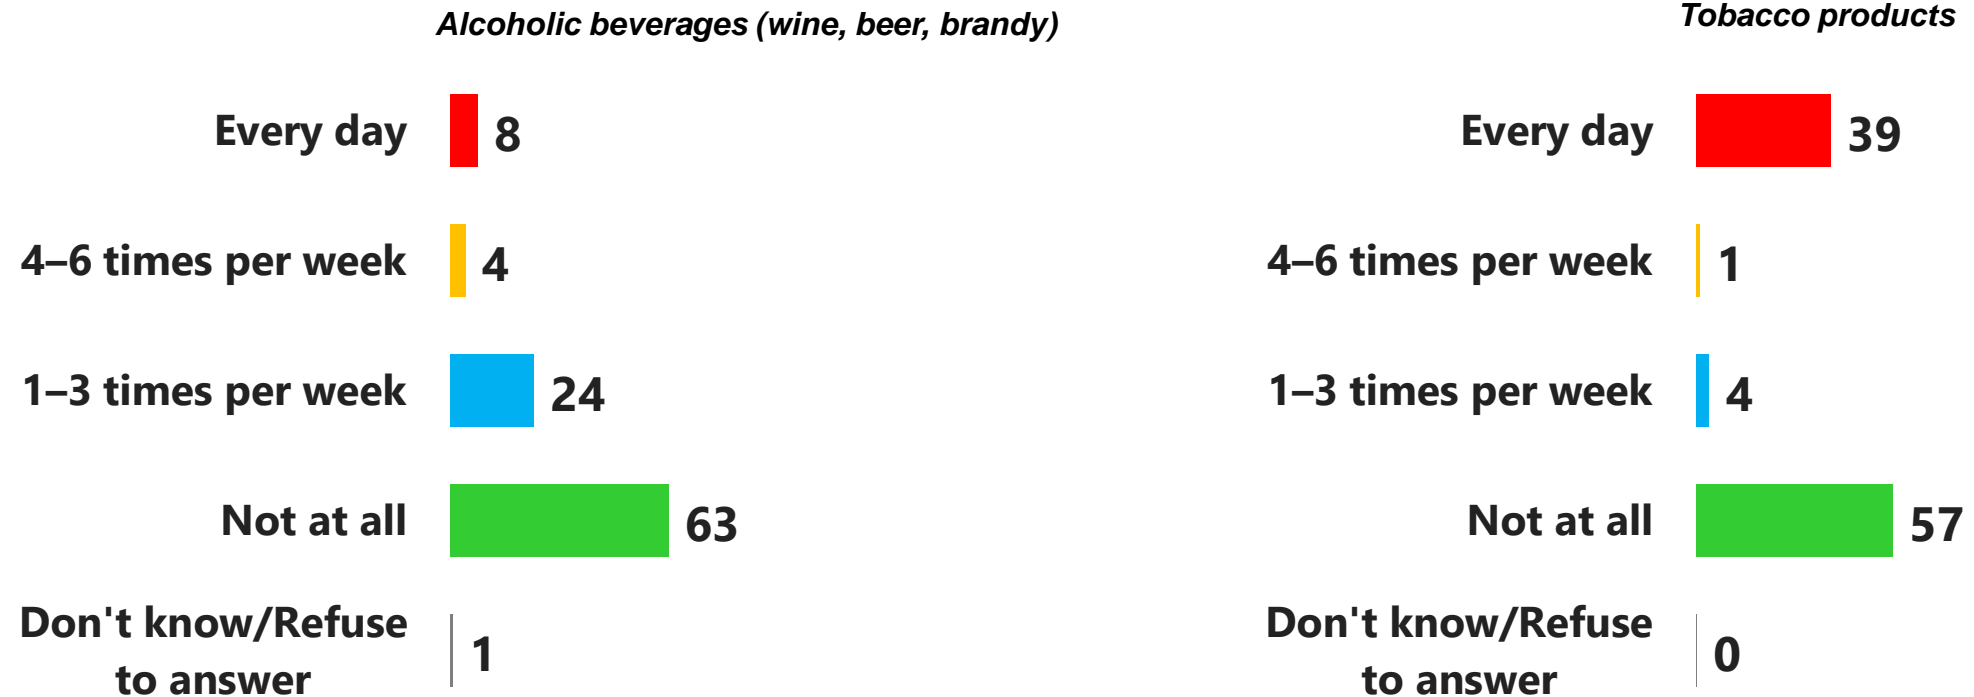 Alcoholic beverages (wine, beer, brandy)
Every day 8
4–6 times per week 4
1–3 times per week 24
Not at all 63
Don't know/Refuse
to answer 1
Tobacco products
Every day 39
4–6 times per week 1
1–3 times per week 4
Not at all 57
Don't know/Refuse
to answer 0